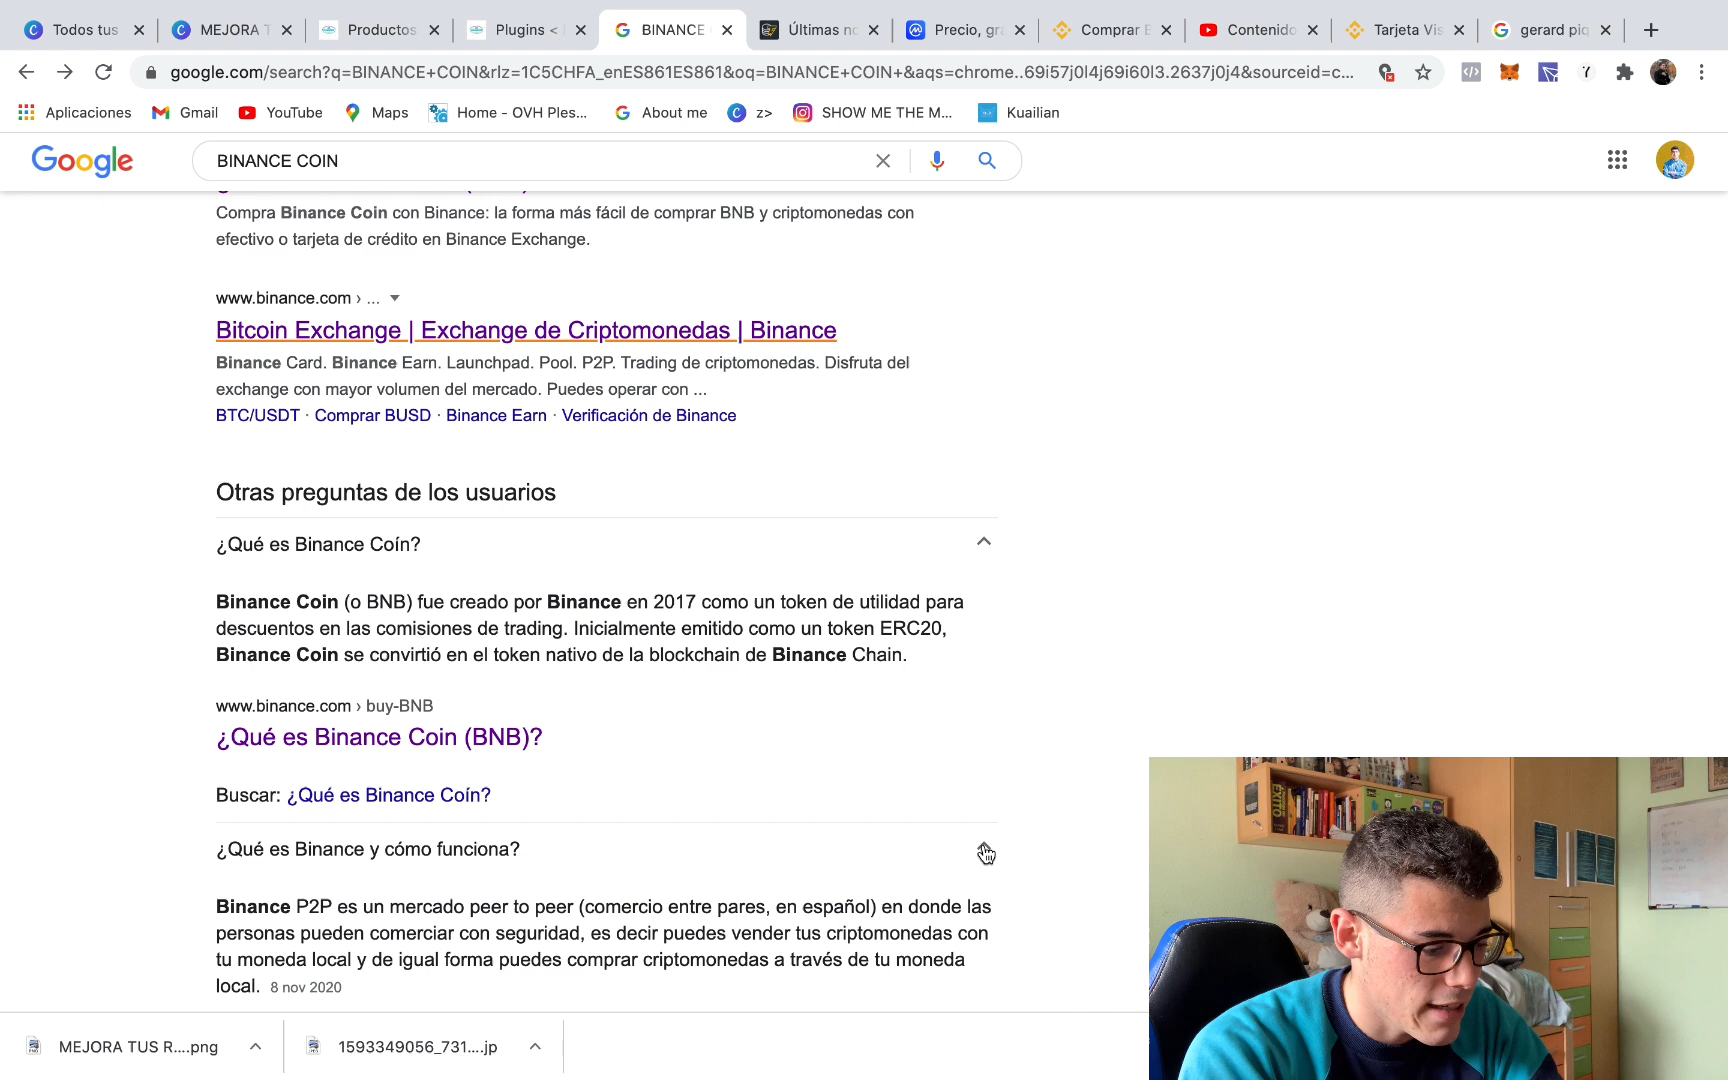 Todos tus
MEJORA T
Productos
Plugins <
BINANCE
Últimas no
Precio, gra
Comprar B
Contenido
Tarjeta Vis
gerard piq
google.com/search?q=BINANCE+COIN&rlz=1C5CHFA_enES861ES861&oq=BINANCE+COIN+&aqs=chrome..69i57j0l4j69i60l3.2637j0j4&sourceid=c...
Aplicaciones
Gmail
YouTube
Maps
Home - OVH Ples...
About me
z>
SHOW ME THE M...
Kuailian
Google
BINANCE COIN
Compra Binance Coin con Binance: la forma más fácil de comprar BNB y criptomonedas con
efectivo o tarjeta de crédito en Binance Exchange.
www.binance.com › ...
Bitcoin Exchange | Exchange de Criptomonedas | Binance
Binance Card. Binance Earn. Launchpad. Pool. P2P. Trading de criptomonedas. Disfruta del
exchange con mayor volumen del mercado. Puedes operar con ...
BTC/USDT · Comprar BUSD · Binance Earn · Verificación de Binance
Otras preguntas de los usuarios
¿Qué es Binance Coín?
Binance Coin (o BNB) fue creado por Binance en 2017 como un token de utilidad para
descuentos en las comisiones de trading. Inicialmente emitido como un token ERC20,
Binance Coin se convirtió en el token nativo de la blockchain de Binance Chain.
www.binance.com › buy-BNB
¿Qué es Binance Coin (BNB)?
Buscar: ¿Qué es Binance Coín?
¿Qué es Binance y cómo funciona?
Binance P2P es un mercado peer to peer (comercio entre pares, en español) en donde las
personas pueden comerciar con seguridad, es decir puedes vender tus criptomonedas con
tu moneda local y de igual forma puedes comprar criptomonedas a través de tu moneda
local. 8 nov 2020
MEJORA TUS R....png
1593349056_731....jp